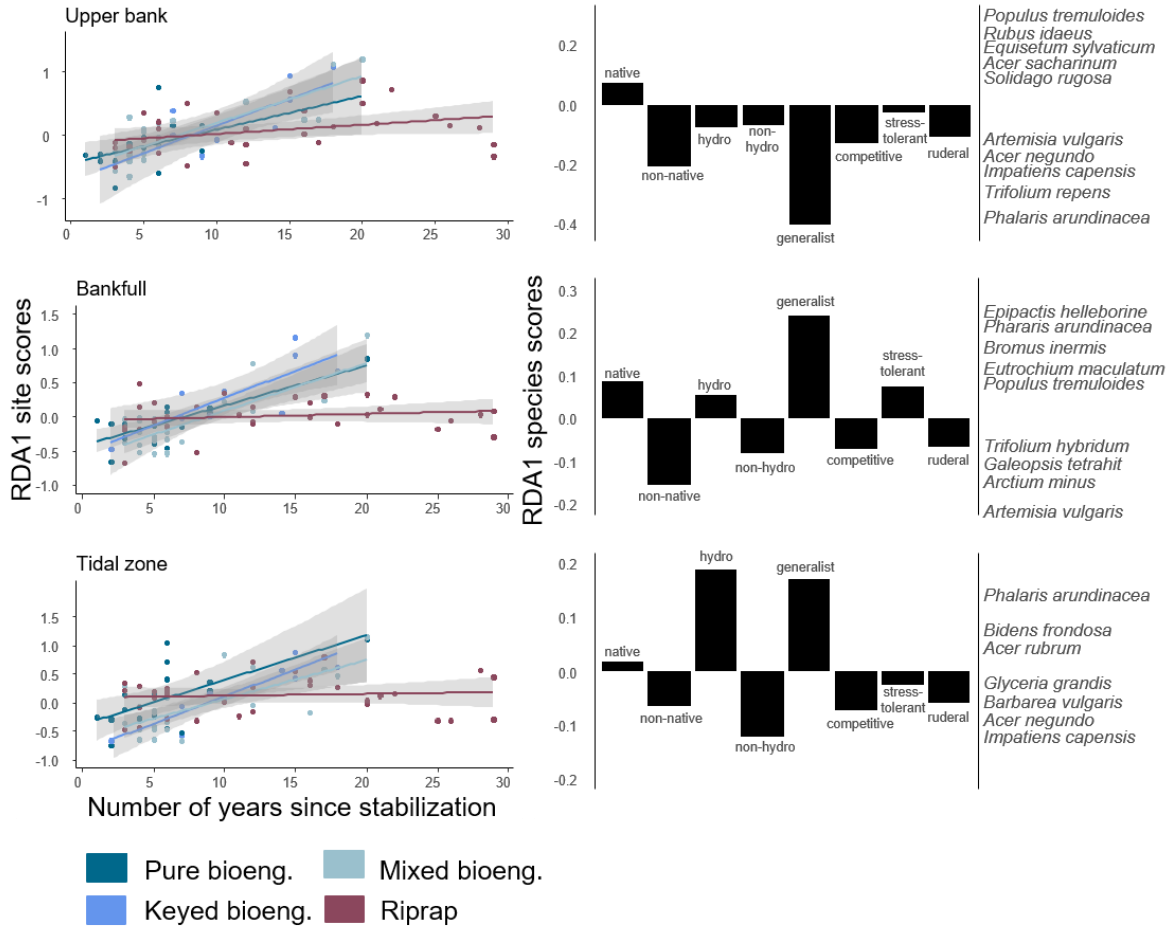 Upper bank
1
0
-1
0
5
10
15
20
25
30
0.2
0.0
-0.2
-0.4
native
non-native
hydro
non-
hydro
generalist
competitive
stress-
tolerant
ruderal
Populus tremuloides
Rubus idaeus
Equisetum sylvaticum
Acer sacharinum
Solidago rugosa
Artemisia vulgaris
Acer negundo
Impatiens capensis
Trifolium repens
Phalaris arundinacea
RDA1 site scores
Bankfull
1.5
1.0
0.5
0.0
-0.5
-1.0
0
5
10
15
20
25
30
RDA1 species scores
0.3
0.2
0.1
0.0
-0.1
-0.2
native
non-native
hydro
non-hydro
generalist
competitive
stress-
tolerant
ruderal
Epipactis helleborine
Phararis arundinacea
Bromus inermis
Eutrochium maculatum
Populus tremuloides
Trifolium hybridum
Galeopsis tetrahit
Arctium minus
Artemisia vulgaris
Tidal zone
1.5
1.0
0.5
0.0
-0.5
-1.0
0
5
10
15
20
25
30
Number of years since stabilization
0.2
0.1
0.0
-0.1
-0.2
native
non-native
hydro
non-hydro
generalist
competitive
stress-
tolerant
ruderal
Phalaris arundinacea
Bidens frondosa
Acer rubrum
Glyceria grandis
Barbarea vulgaris
Acer negundo
Impatiens capensis
Pure bioeng.
Mixed bioeng.
Keyed bioeng.
Riprap